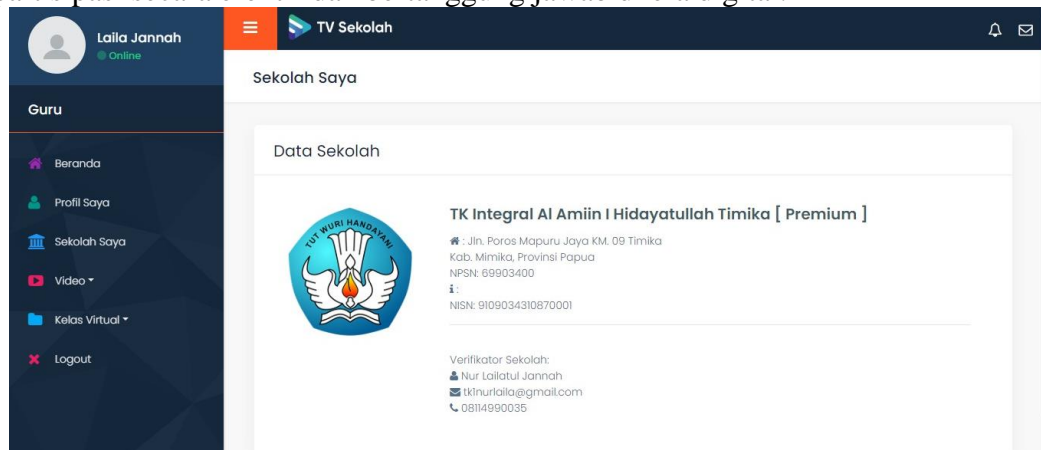 Laila Jannah
Online
TV Sekolah
Sekolah Saya
Guru
Beranda
Profil Saya
Sekolah Saya
Video
Kelas Virtual
Logout
Data Sekolah
TUT WURI HANDAYANI
TK Integral Al Amiin I Hidayatullah Timika [ Premium ]
: Jln. Poros Mapuru Jaya KM. 09 Timika
Kab. Mimika, Provinsi Papua
NPSN: 69903400
i :
NISN: 9109034310870001
Verifikator Sekolah:
Nur Lailatul Jannah
tk1nurlaila@gmail.com
08114990035